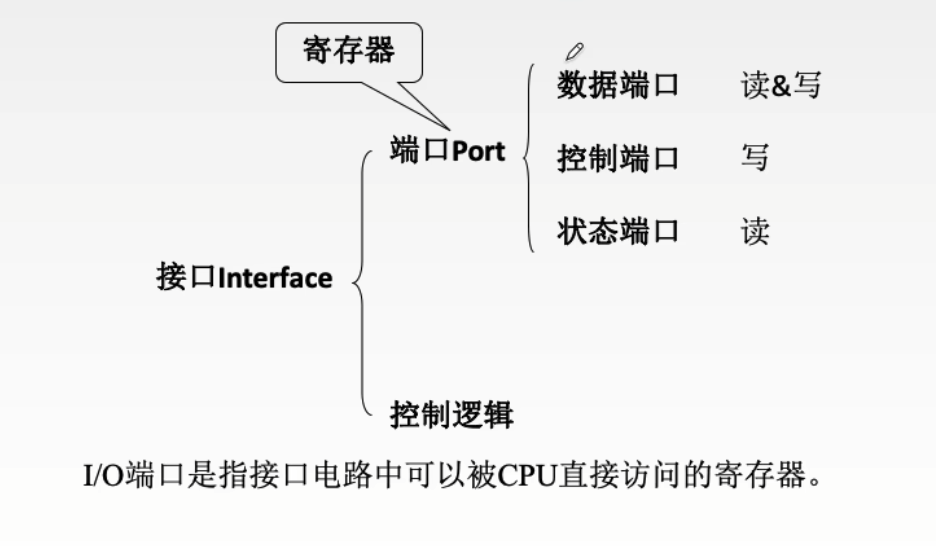 寄存器
数据端口 读&写
端口Port
控制端口 写
状态端口 读
接口Interface
控制逻辑
I/O端口是指接口电路中可以被CPU直接访问的寄存器。